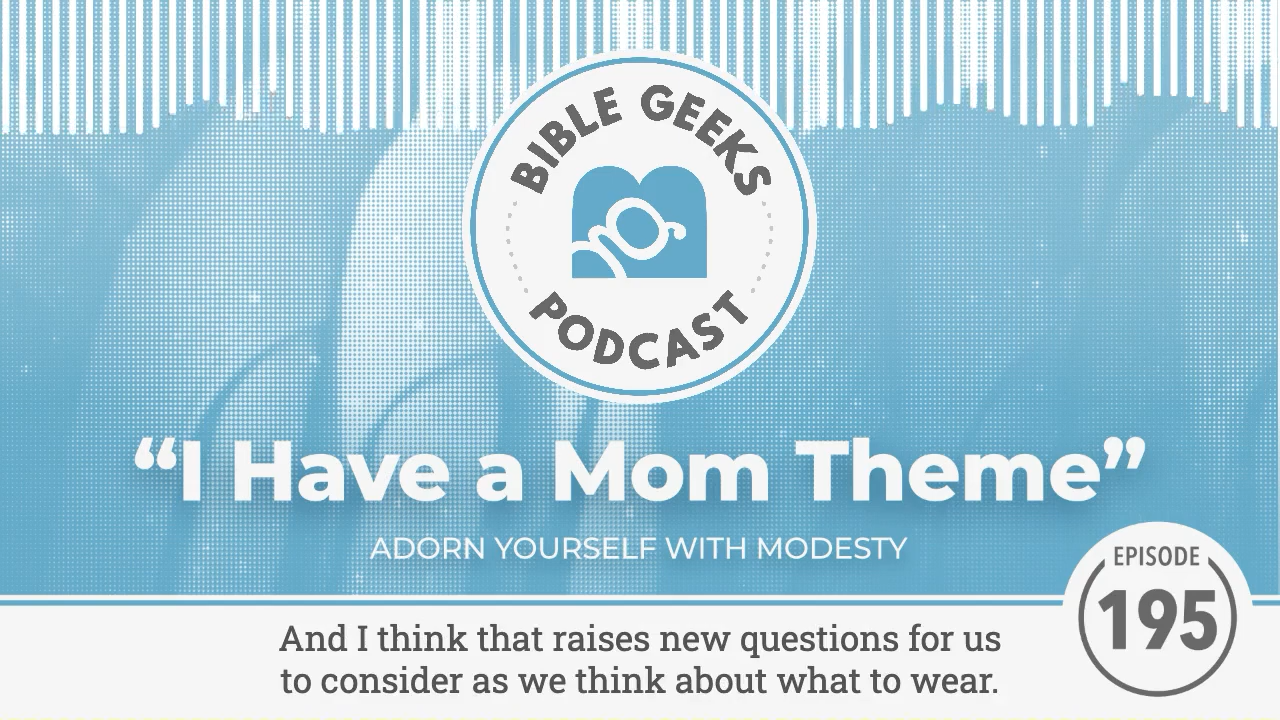 BIBLE GEEKS
PODCAST
“I Have a Mom Theme”
ADORN YOURSELF WITH MODESTY
EPISODE
195
And I think that raises new questions for us
to consider as we think about what to wear.